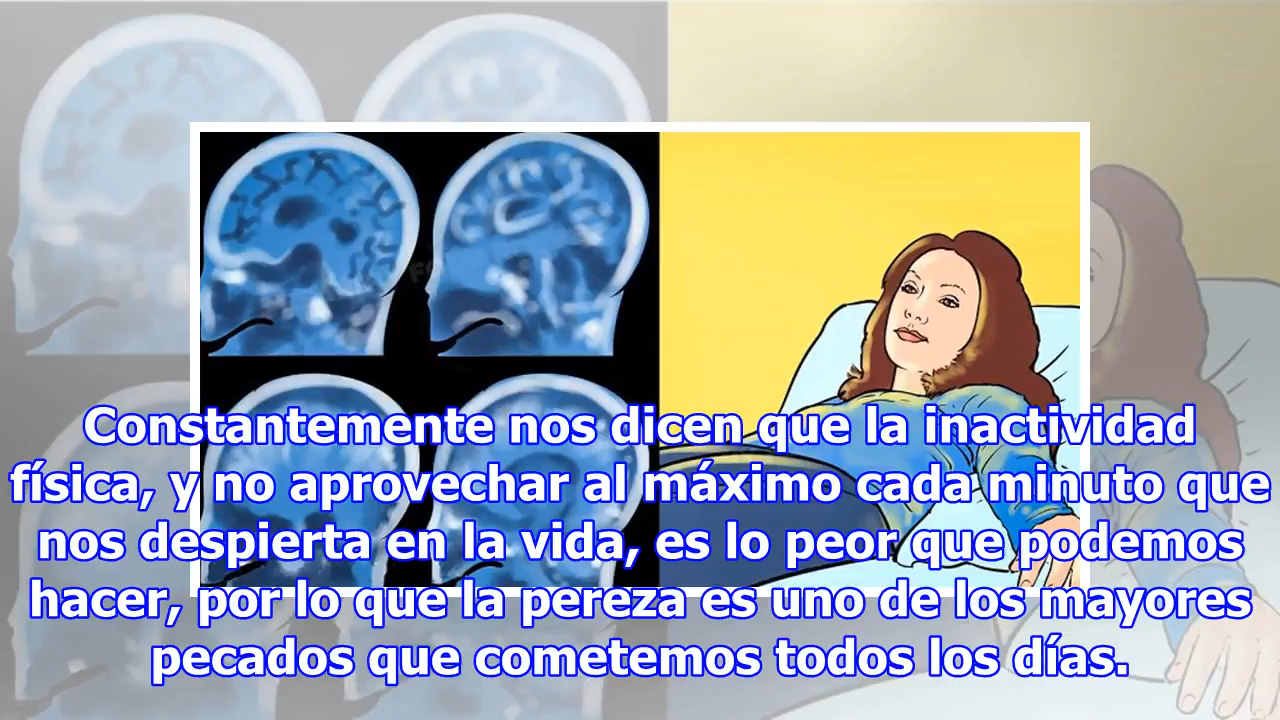 Constantemente nos dicen que la inactividad
física, y no aprovechar al máximo cada minuto que
nos despierta en la vida, es lo peor que podemos
hacer, por lo que la pereza es uno de los mayores
pecados que cometemos todos los días.